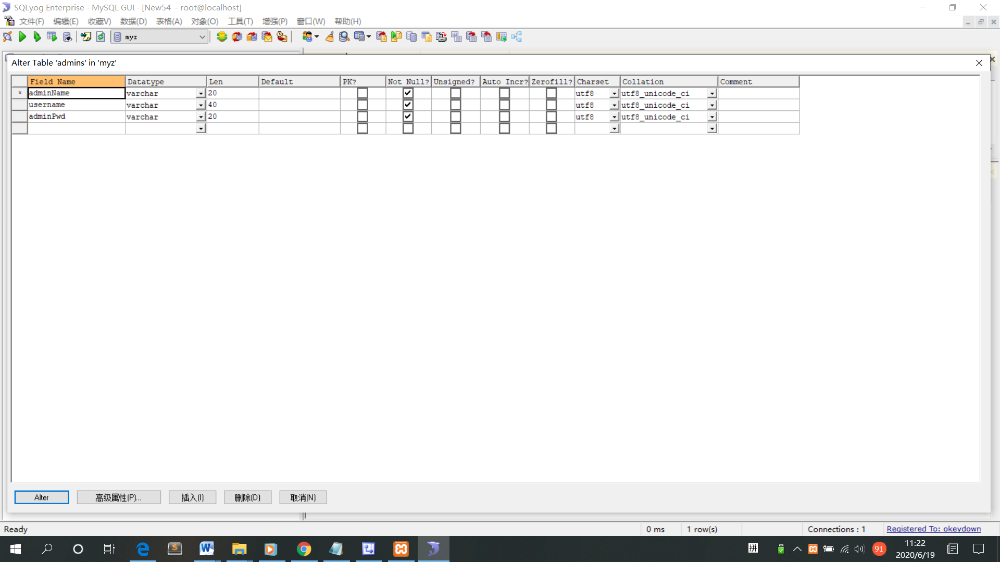 SQLyog Enterprise - MySQL GUI - [New54 - root@localhost]
文件(F) 编辑(E) 收藏(V) 数据(D) 表格(A) 对象(O) 工具(T) 增强(P) 窗口(W) 帮助(H)
myz
Alter Table 'admins' in 'myz'
Field Name Datatype Len Default PK? Not Null? Unsigned? Auto Incr? Zerofill? Charset Collation Comment
* adminName varchar 20 utf8 utf8_unicode_ci
username varchar 40 utf8 utf8_unicode_ci
adminPwd varchar 20 utf8 utf8_unicode_ci
Alter 高级属性(P)... 插入(I) 删除(D) 取消(N)
Ready 0 ms 1 row(s) Connections : 1 Registered To: okeydown
拼 91 11:22
2020/6/19